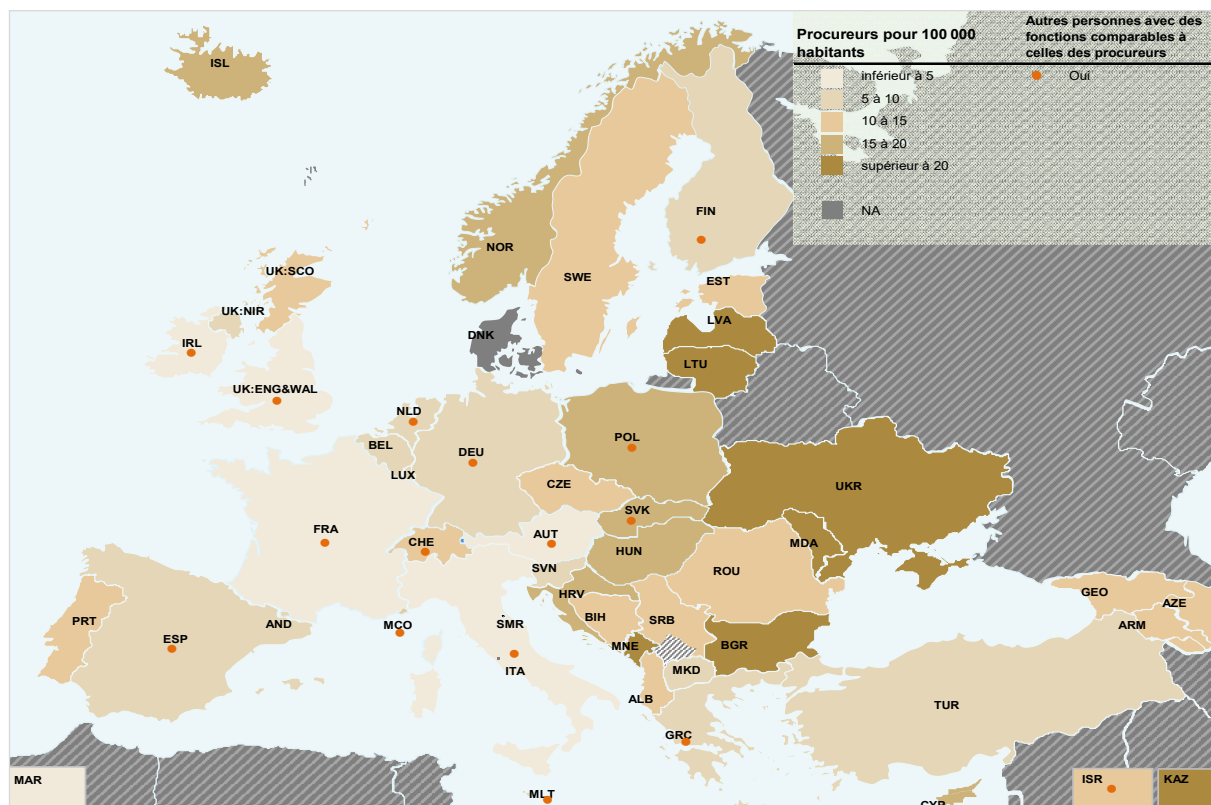 Procureurs pour 100 000
habitants
inférieur à 5
5 à 10
10 à 15
15 à 20
supérieur à 20
NA
Autres personnes avec des
fonctions comparables à
celles des procureurs
Oui
ISL
NOR
FIN
SWE
UK:SCO
EST
UK:NIR
LVA
DNK
IRL
LTU
UK:ENG&WAL
NLD
POL
BEL
DEU
LUX
CZE
UKR
SVK
FRA
CHE
AUT
MDA
HUN
SVN
ROU
HRV
GEO
AZE
PRT
BIH
SRB
AND
MCO
SMR
ARM
ESP
MNE
BGR
ITA
MKD
ALB
TUR
GRC
MAR
ISR
KAZ
MLT
CYP